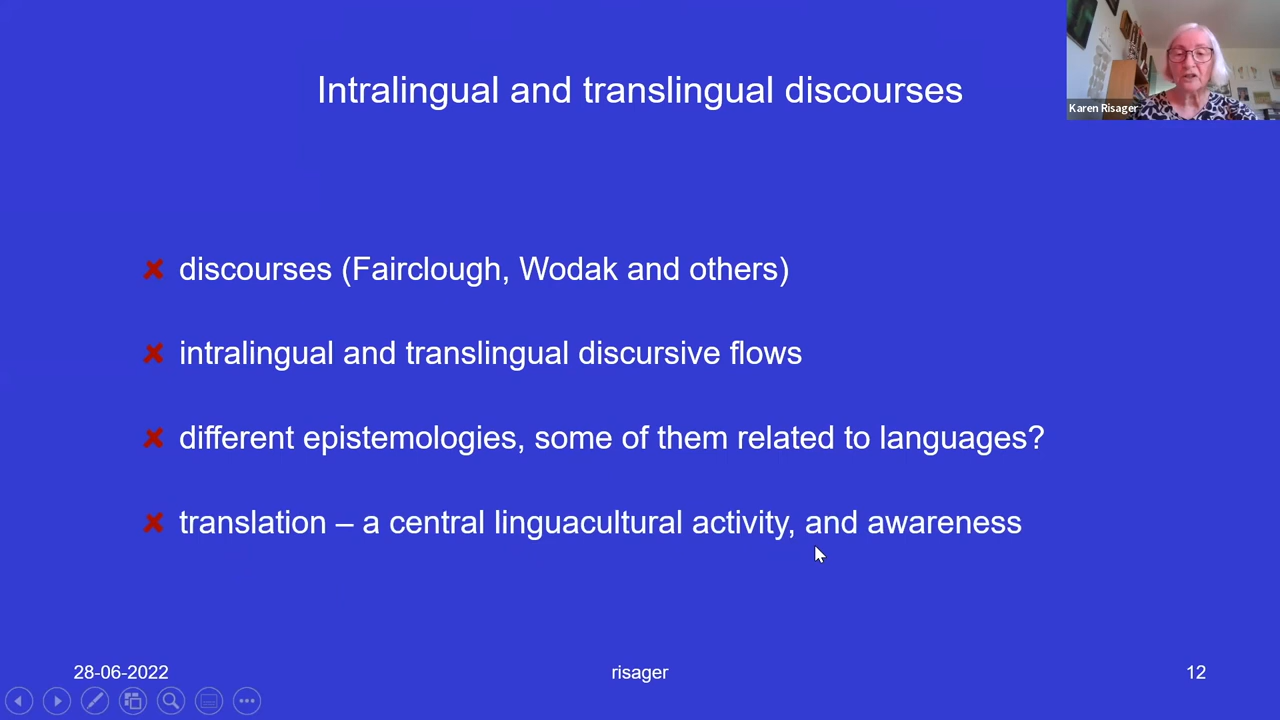 Intralingual and translingual discourses
Karen Risager
discourses (Fairclough, Wodak and others)
intralingual and translingual discursive flows
different epistemologies, some of them related to languages?
translation – a central linguacultural activity, and awareness
28-06-2022
risager
12